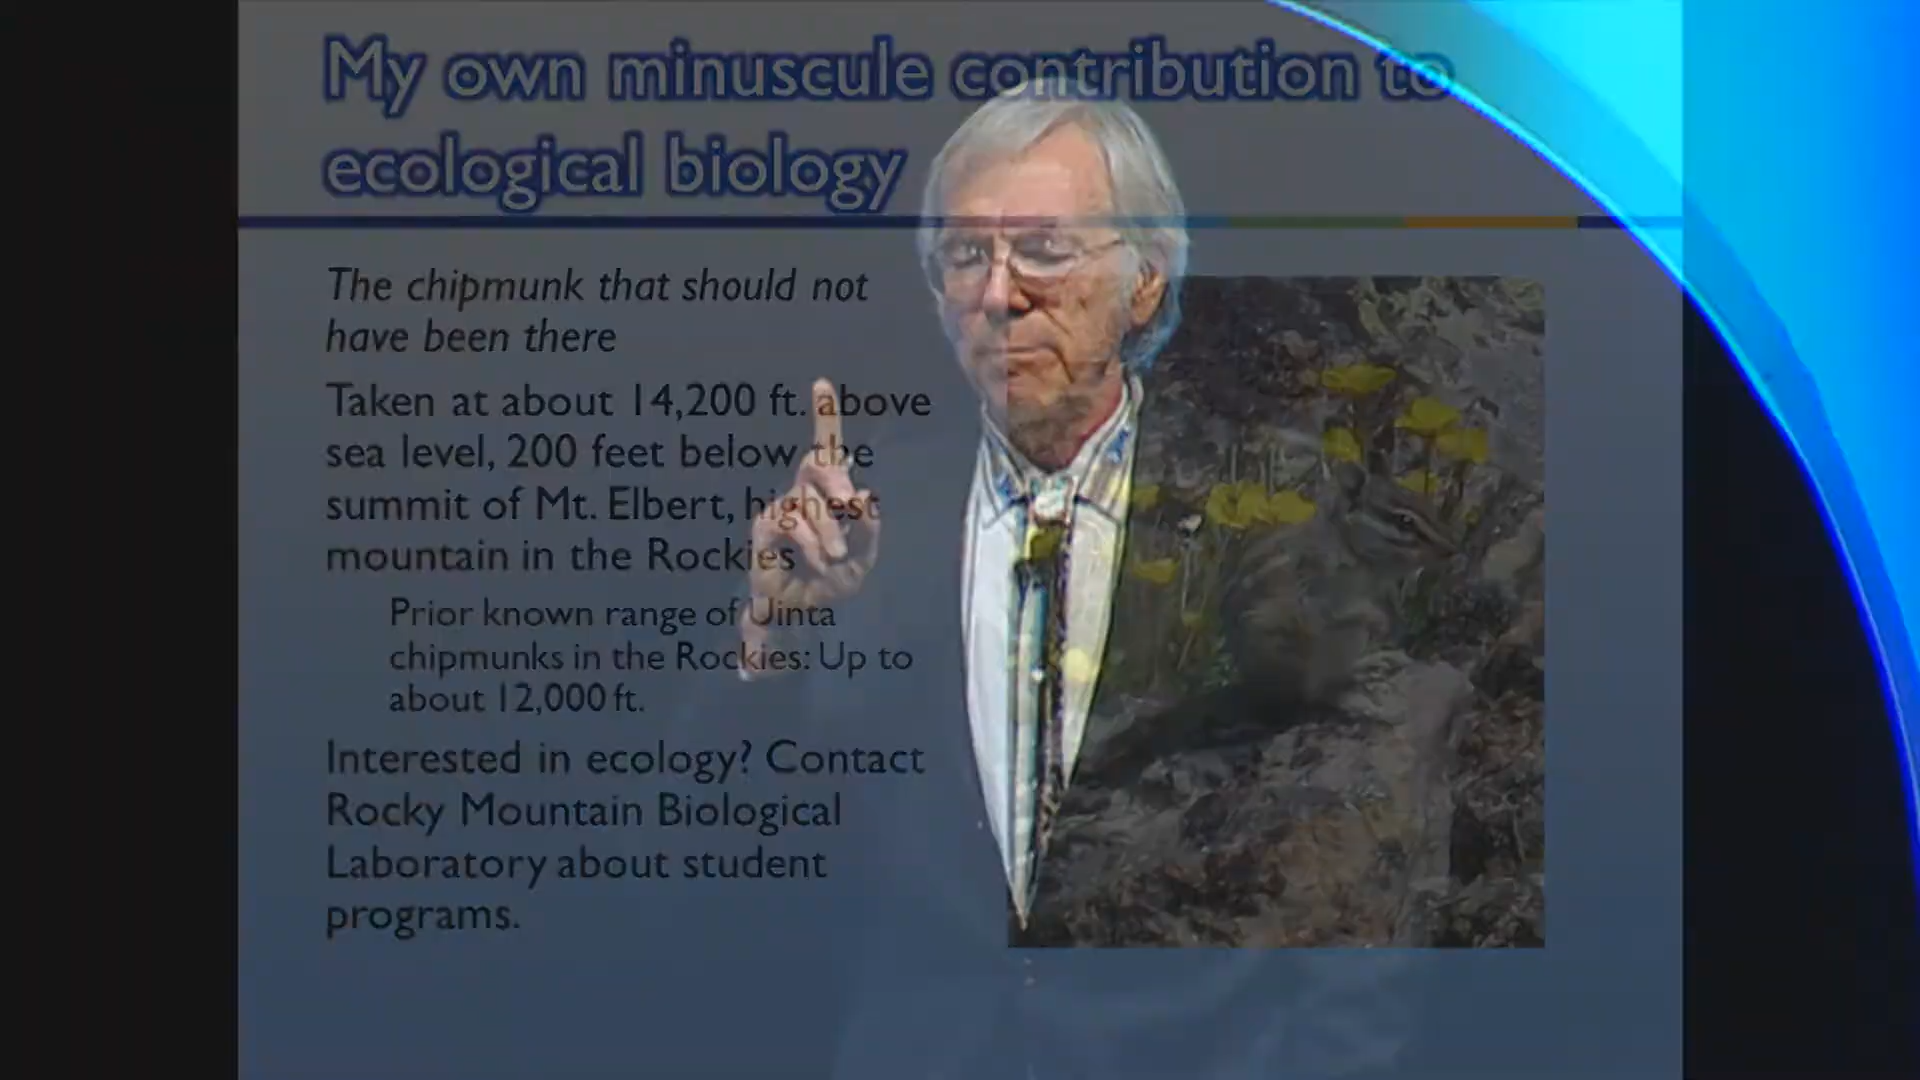 My own minuscule contribution to
ecological biology
The chipmunk that should not
have been there
Taken at about 14,200 ft. above
sea level, 200 feet below the
summit of Mt. Elbert, highest
mountain in the Rockies
Prior known range of Uinta
chipmunks in the Rockies: Up to
about 12,000 ft.
Interested in ecology? Contact
Rocky Mountain Biological
Laboratory about student
programs.